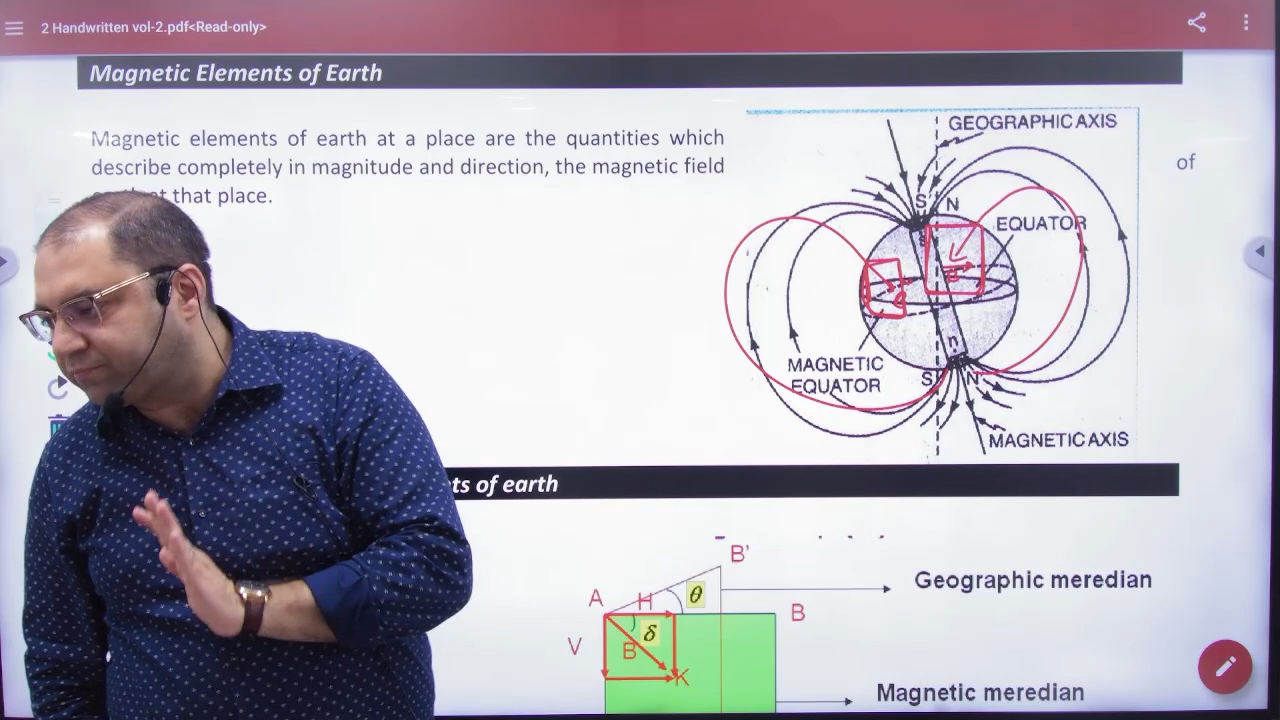 2 Handwritten vol-2.pdf<Read-only>
Magnetic Elements of Earth
Magnetic elements of earth at a place are the quantities which
describe completely in magnitude and direction, the magnetic field of
at that place.
GEOGRAPHIC AXIS
S N
EQUATOR
MAGNETIC
EQUATOR
n
S N
MAGNETIC AXIS
ts of earth
B'
A H θ
Geographic meredian
B
V δ
B
K
Magnetic meredian